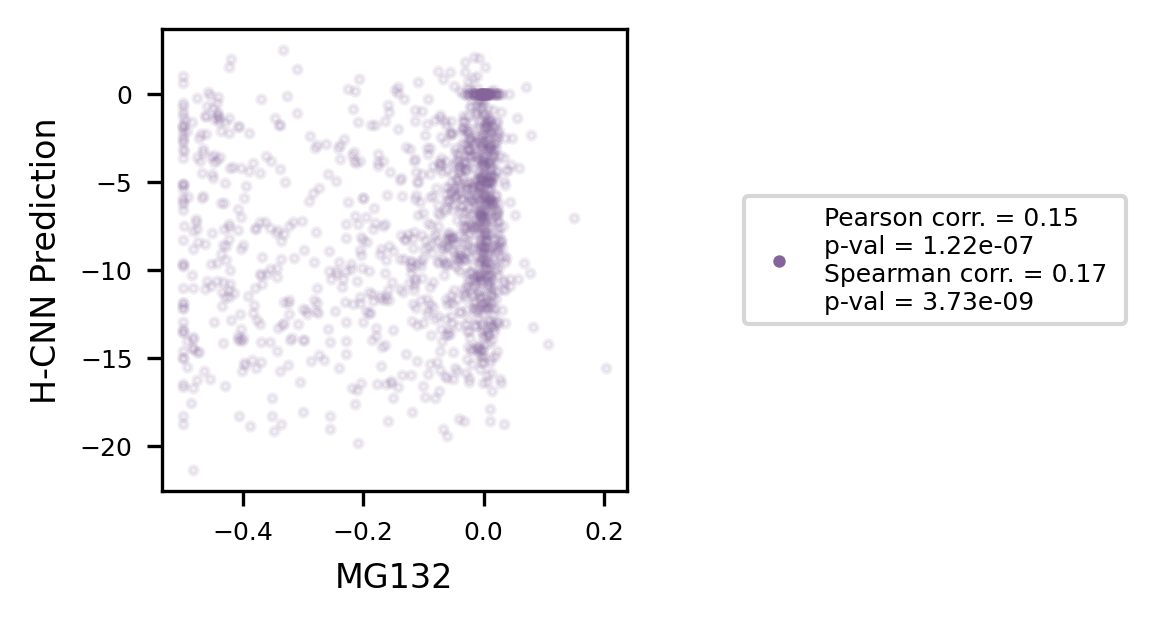 H-CNN Prediction
0
−5
−10
−15
−20
−0.4
−0.2
0.0
0.2
MG132
Pearson corr. = 0.15
p-val = 1.22e-07
Spearman corr. = 0.17
p-val = 3.73e-09